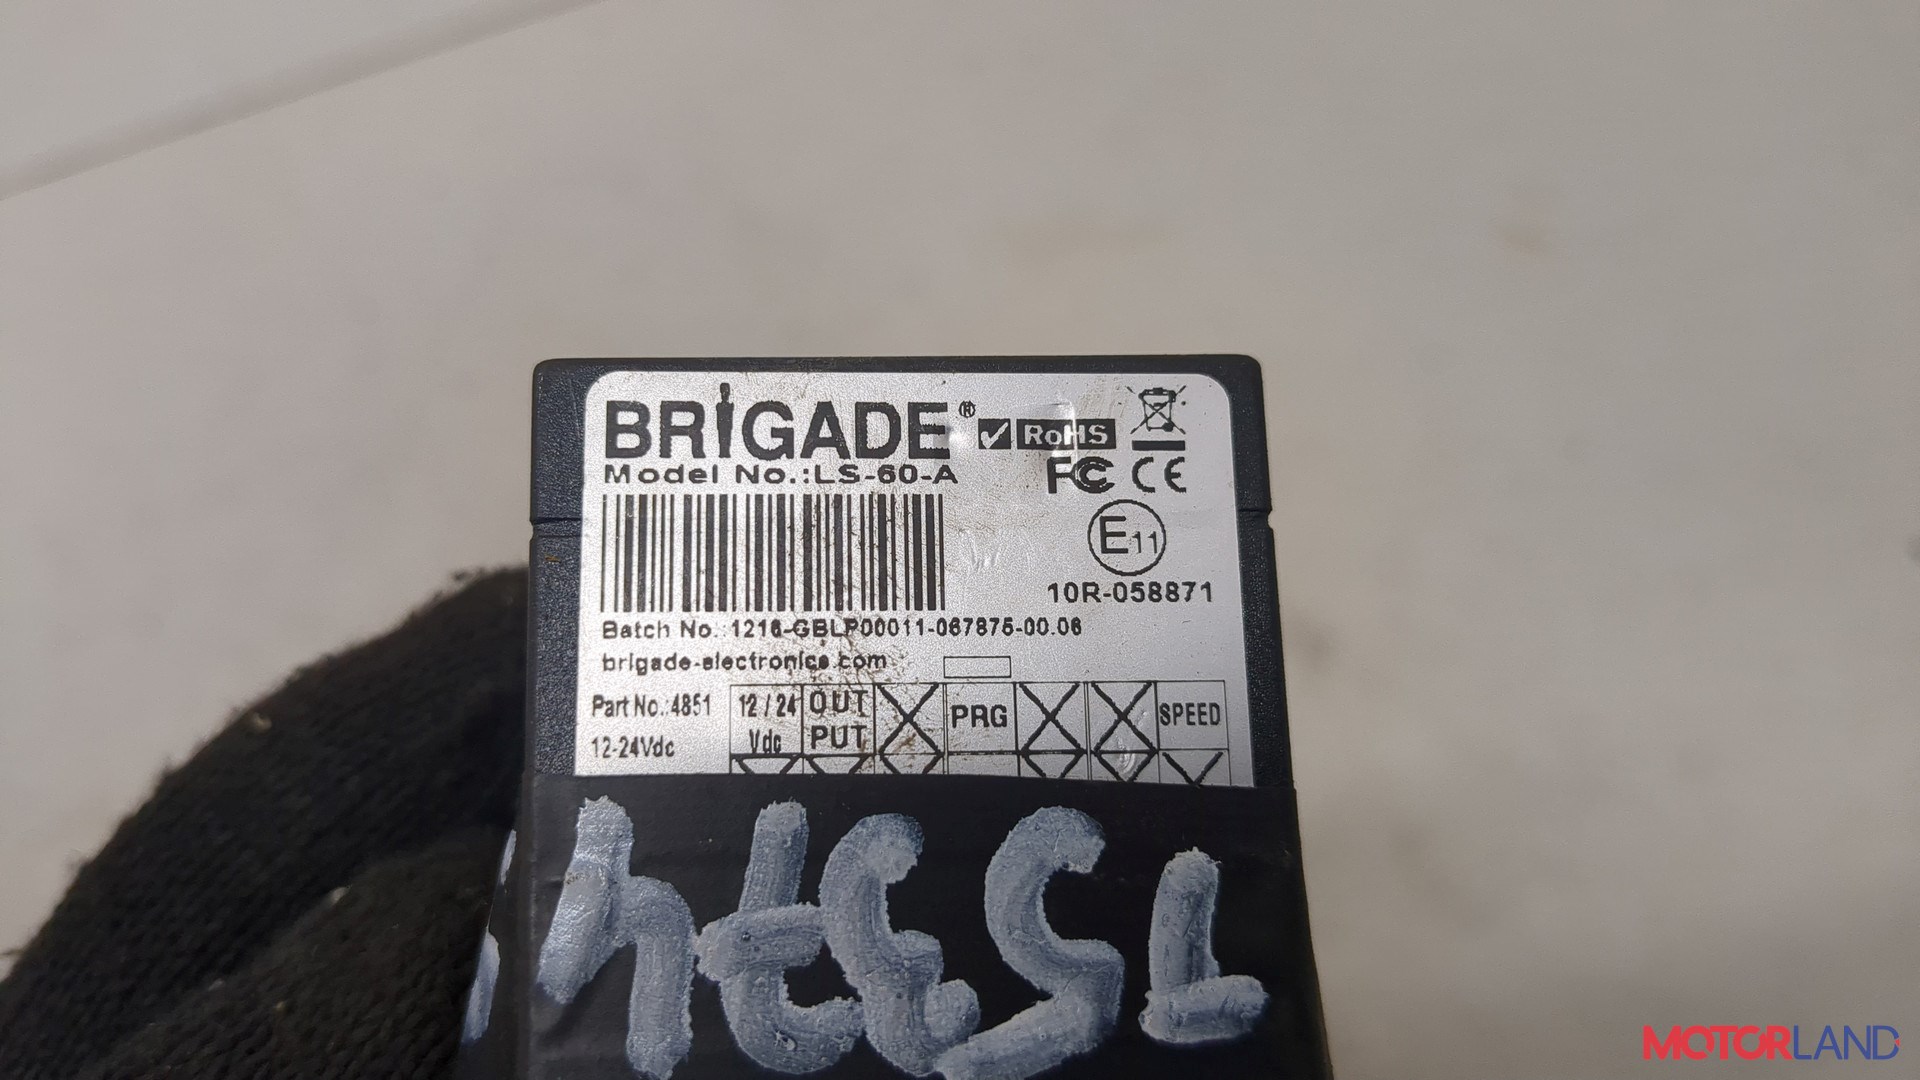 BRIGADE® ✓ RoHS
Model No.:LS-60-A
FC CE
E11
10R-058871
Batch No.:1216-GBLP00011-067875-00.06
brigade-electronics.com
Part No.:4851
12-24Vdc
12 / 24 Vdc
OUT PUT
PRG
SPEED
MOTORLAND